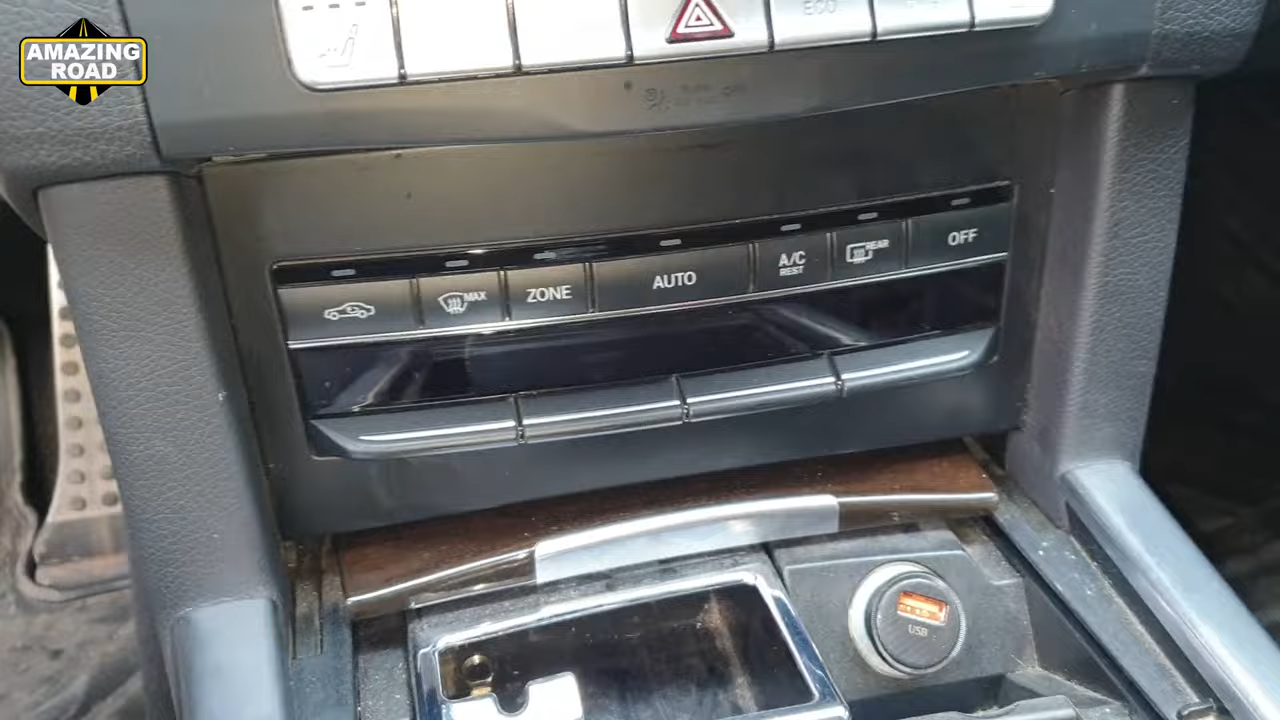 AMAZING
ROAD
ECO
MAX
ZONE
AUTO
A/C
REST
REAR
OFF
USB